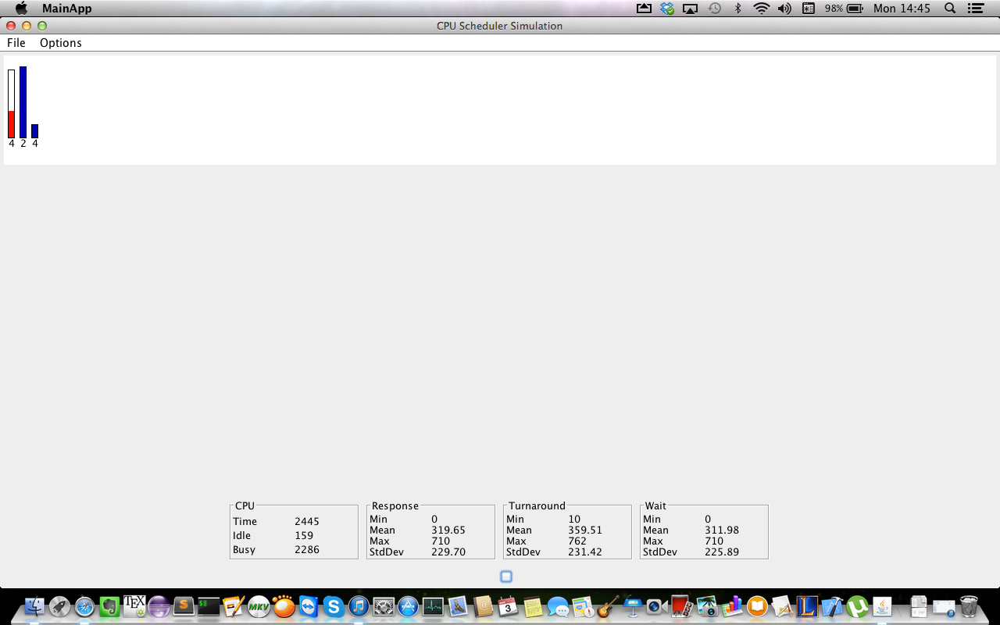 MainApp 98% Mon 14:45
CPU Scheduler Simulation
File Options
4 2 4
CPU
Time 2445
Idle 159
Busy 2286
Response
Min 0
Mean 319.65
Max 710
StdDev 229.70
Turnaround
Min 10
Mean 359.51
Max 762
StdDev 231.42
Wait
Min 0
Mean 311.98
Max 710
StdDev 225.89
TEX
S
MKV
S
3
L